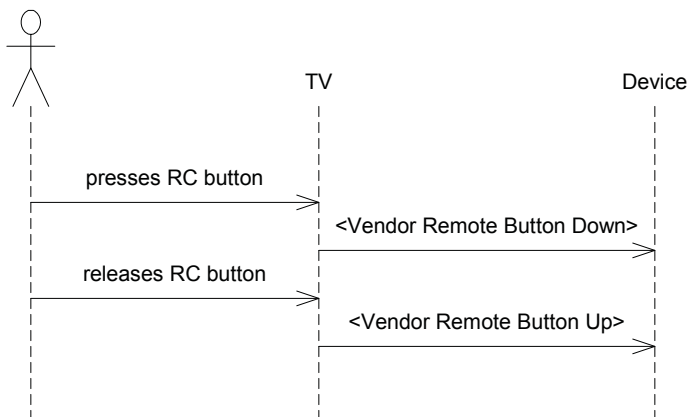 TV
Device
presses RC button
<Vendor Remote Button Down>
releases RC button
<Vendor Remote Button Up>